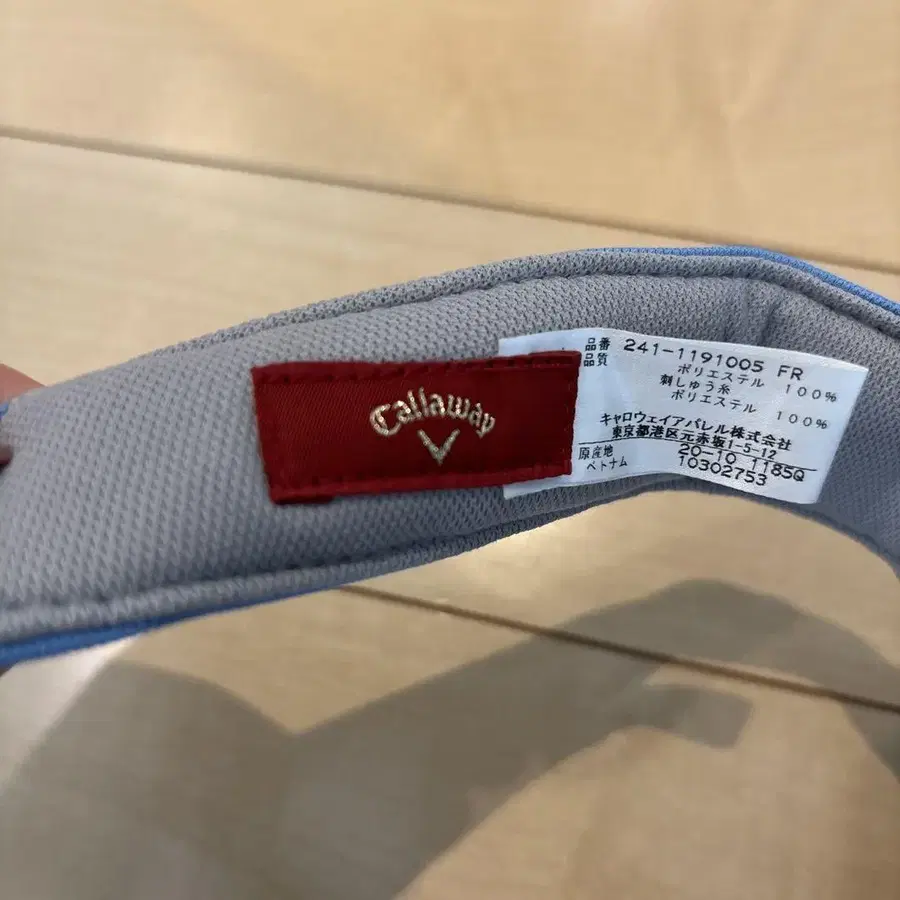 Callaway
品番 241-1191005 FR
品質 ポリエステル 100%
刺しゅう糸
ポリエステル 100%
キャロウェイアパレル株式会社
東京都港区元赤坂1-5-12
原産地 20-10 1185Q
ベトナム 10302753